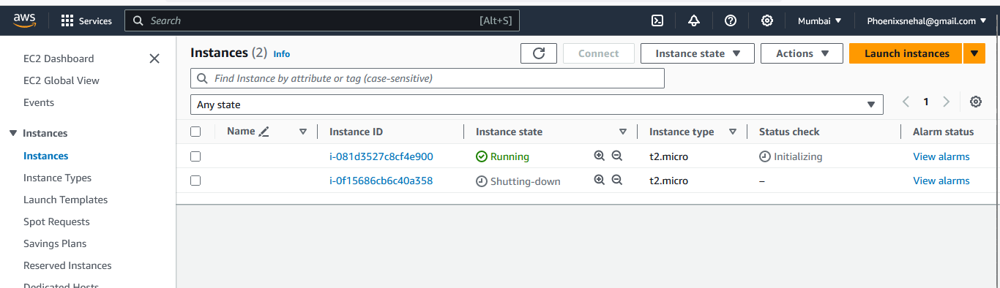 aws Services Search [Alt+S] Mumbai Phoenixsnehal@gmail.com
EC2 Dashboard
EC2 Global View
Events
Instances
Instances
Instance Types
Launch Templates
Spot Requests
Savings Plans
Reserved Instances
Dedicated Hosts
Instances (2) Info Connect Instance state Actions Launch instances
Find Instance by attribute or tag (case-sensitive)
Any state 1
Name Instance ID Instance state Instance type Status check Alarm status
i-081d3527c8cf4e900 Running t2.micro Initializing View alarms
i-0f15686cb6c40a358 Shutting-down t2.micro – View alarms